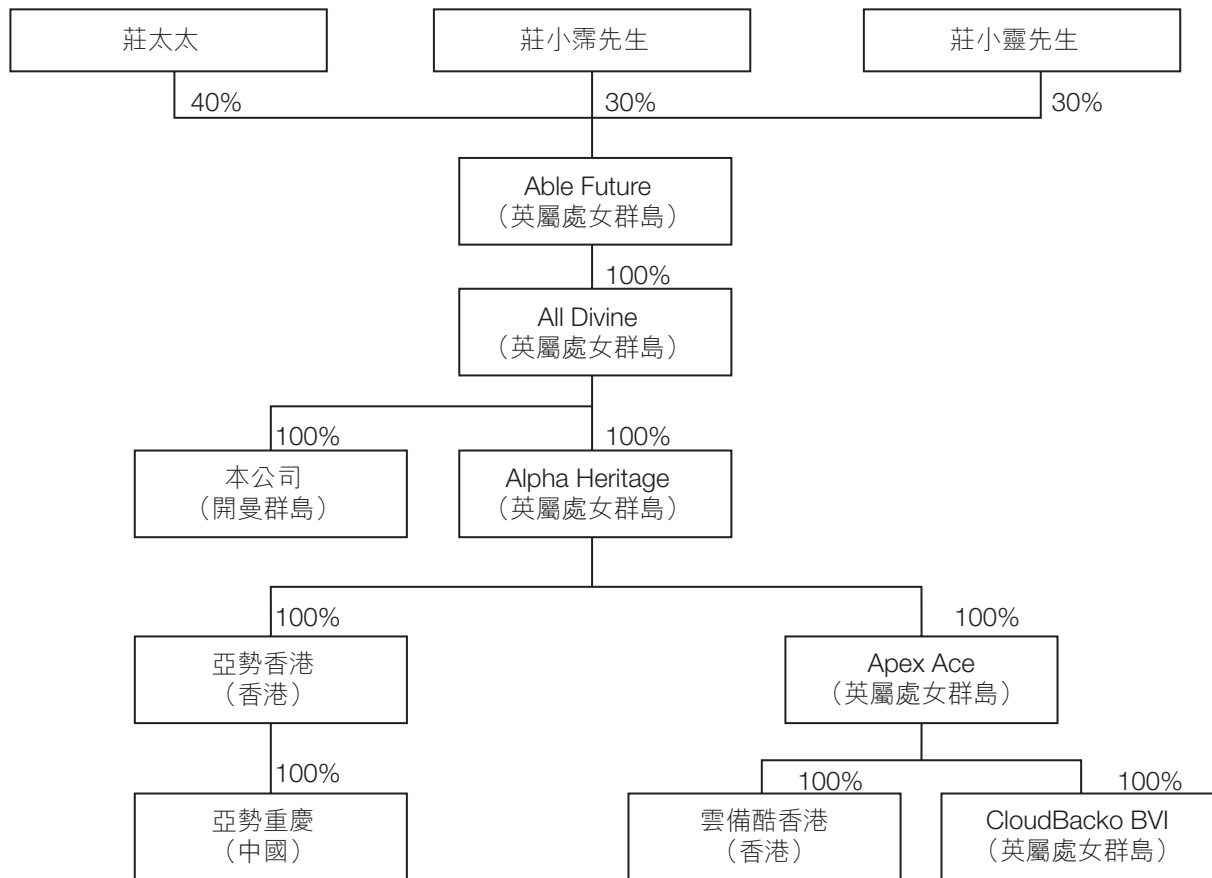 莊太太
莊小霈先生
莊小靈先生
40%
30%
30%
Able Future
（英屬處女群島）
100%
All Divine
（英屬處女群島）
100%
100%
本公司
（開曼群島）
Alpha Heritage
（英屬處女群島）
100%
100%
亞勢香港
（香港）
Apex Ace
（英屬處女群島）
100%
100%
100%
亞勢重慶
（中國）
雲備酷香港
（香港）
CloudBacko BVI
（英屬處女群島）